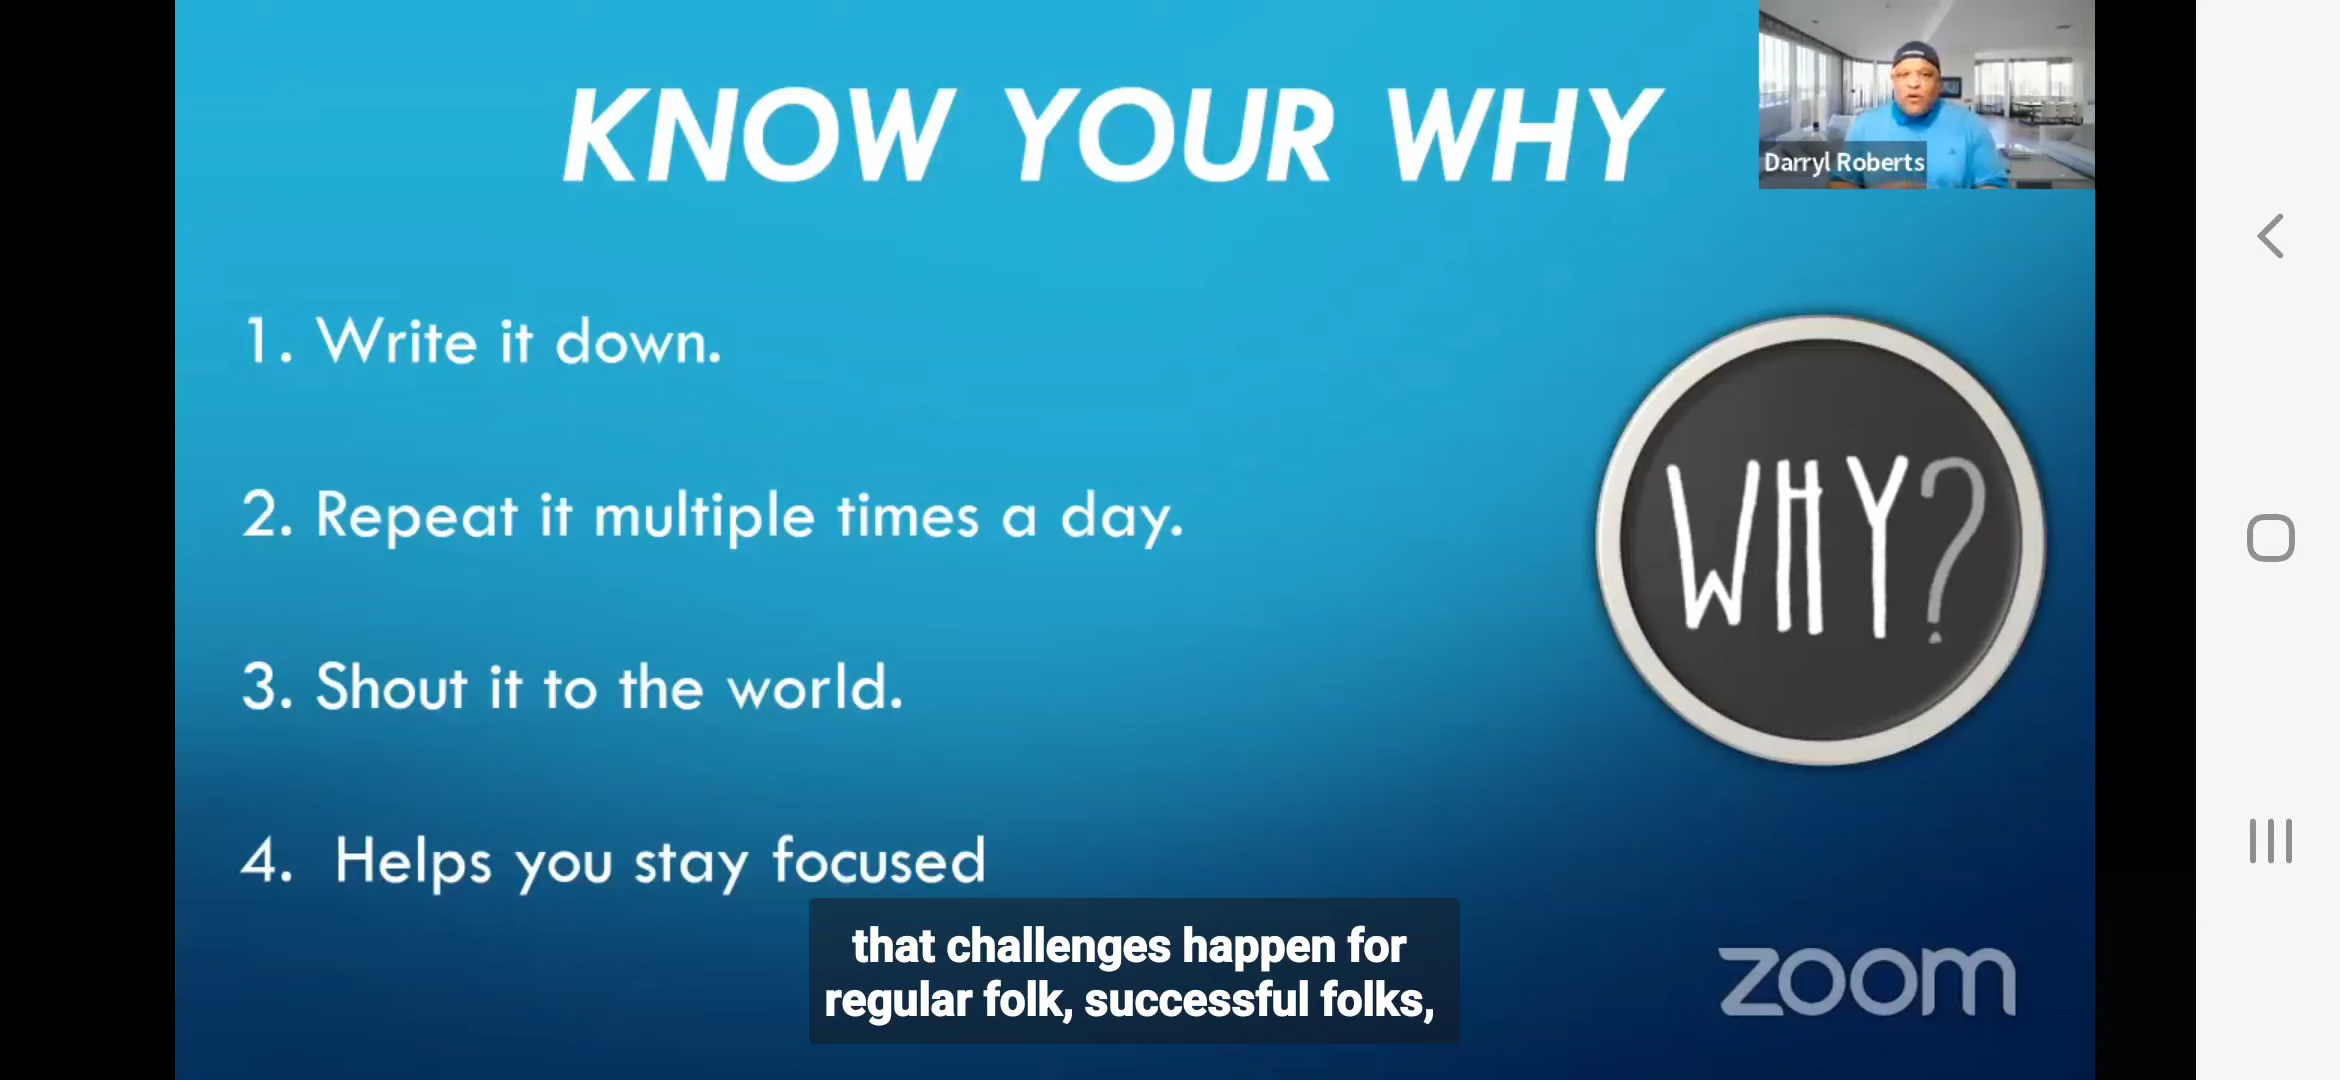 KNOW YOUR WHY
Darryl Roberts
1. Write it down.
2. Repeat it multiple times a day.
3. Shout it to the world.
4. Helps you stay focused
WHY?
that challenges happen for
regular folk, successful folks,
zoom